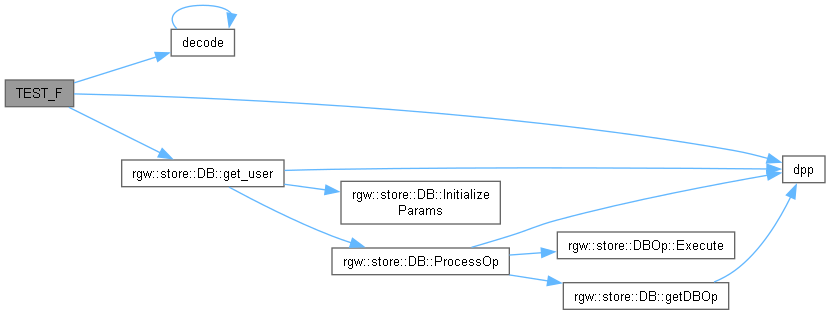 decode
TEST_F
rgw::store::DB::get_user
dpp
rgw::store::DB::Initialize
Params
rgw::store::DBOp::Execute
rgw::store::DB::ProcessOp
rgw::store::DB::getDBOp